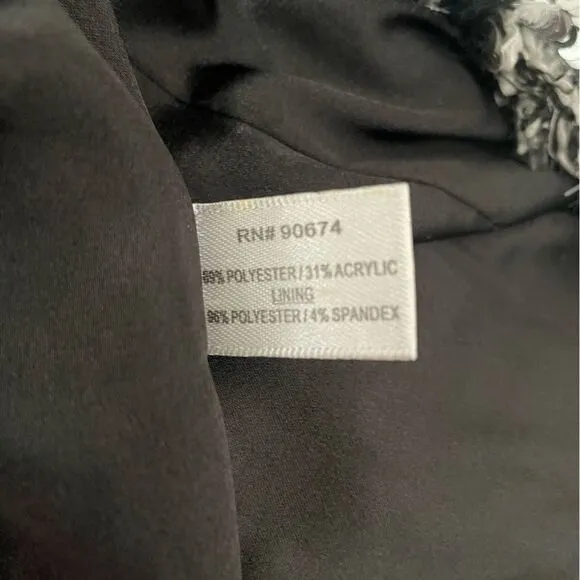 RN# 90674
69% POLYESTER / 31% ACRYLIC
LINING
96% POLYESTER / 4% SPANDEX